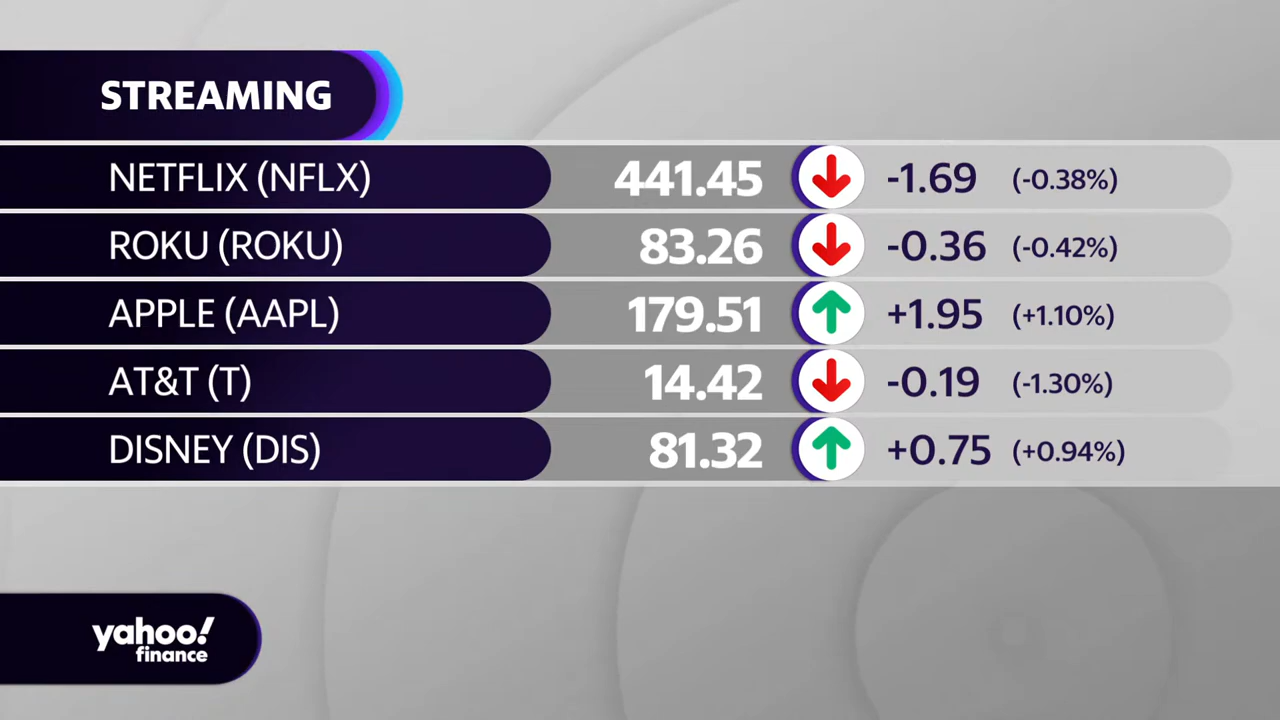 STREAMING
NETFLIX (NFLX) 441.45 -1.69 (-0.38%)
ROKU (ROKU) 83.26 -0.36 (-0.42%)
APPLE (AAPL) 179.51 +1.95 (+1.10%)
AT&T (T) 14.42 -0.19 (-1.30%)
DISNEY (DIS) 81.32 +0.75 (+0.94%)
yahoo!
finance